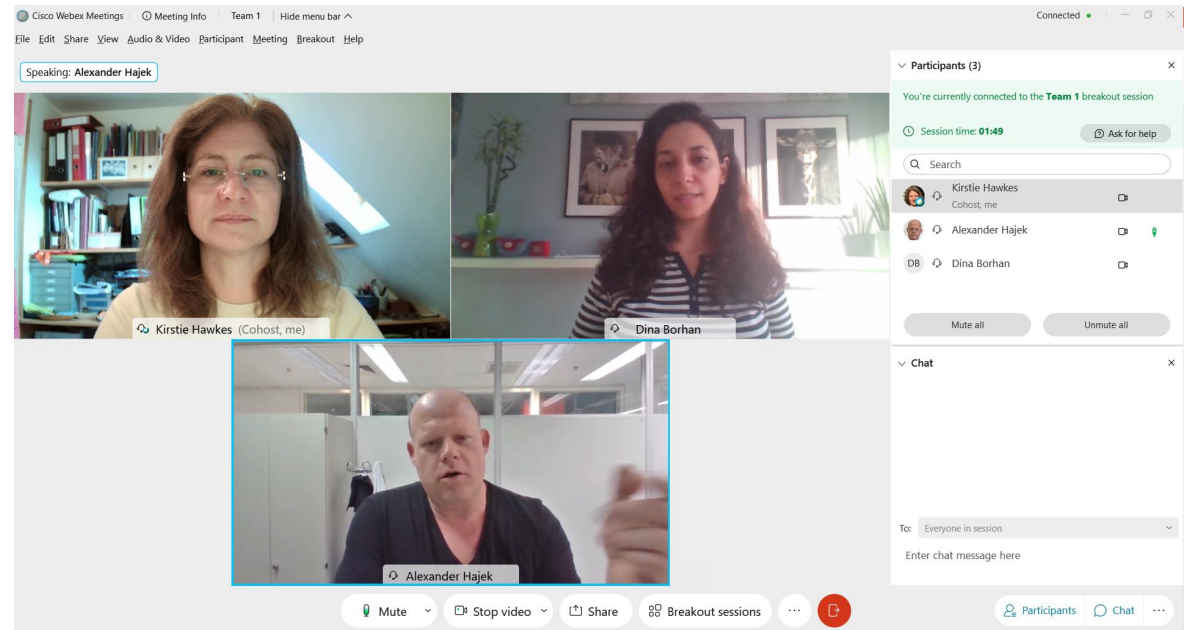 Cisco Webex Meetings Meeting Info Team 1 Hide menu bar Connected
File Edit Share View Audio & Video Participant Meeting Breakout Help
Speaking: Alexander Hajek
Kirstie Hawkes (Cohost, me)
Dina Borhan
Alexander Hajek
Participants (3)
You're currently connected to the Team 1 breakout session
Session time: 01:49 Ask for help
Search
Kirstie Hawkes
Cohost, me
Alexander Hajek
DB Dina Borhan
Mute all Unmute all
Chat
To: Everyone in session
Enter chat message here
Mute Stop video Share Breakout sessions ...
Participants Chat ...